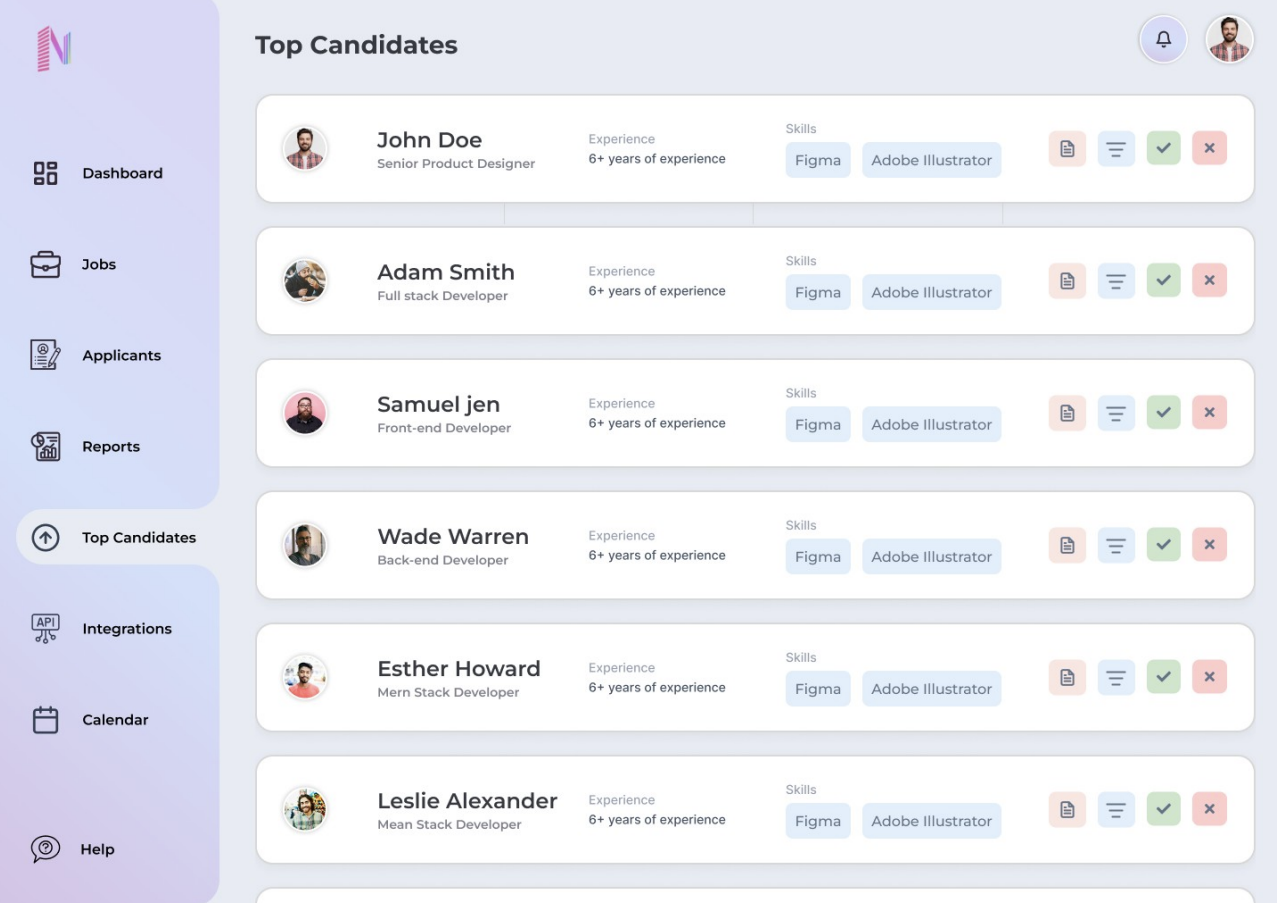 N
Top Candidates
Dashboard
Jobs
Applicants
Reports
Top Candidates
API
Integrations
Calendar
Help
John Doe
Senior Product Designer
Experience
6+ years of experience
Skills
Figma
Adobe Illustrator
Adam Smith
Full stack Developer
Experience
6+ years of experience
Skills
Figma
Adobe Illustrator
Samuel jen
Front-end Developer
Experience
6+ years of experience
Skills
Figma
Adobe Illustrator
Wade Warren
Back-end Developer
Experience
6+ years of experience
Skills
Figma
Adobe Illustrator
Esther Howard
Mern Stack Developer
Experience
6+ years of experience
Skills
Figma
Adobe Illustrator
Leslie Alexander
Mean Stack Developer
Experience
6+ years of experience
Skills
Figma
Adobe Illustrator